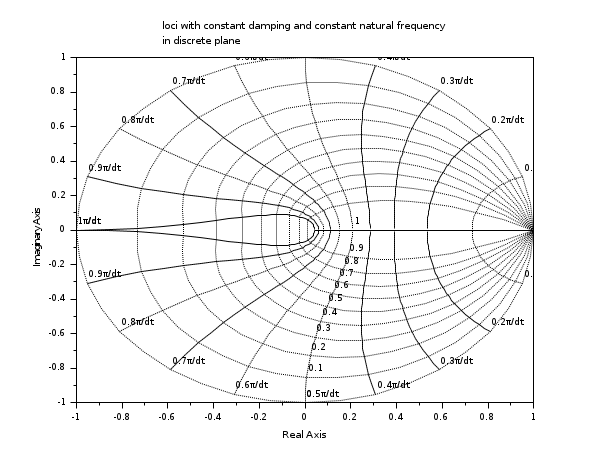 loci with constant damping and constant natural frequency
in discrete plane
1
0.4π/dt
0.7π/dt
0.3π/dt
0.8
0.8π/dt
0.2π/dt
0.6
0.4
0.9π/dt
0.
0.2
1π/dt
1
0
Imaginary Axis
0.9
0.8
-0.2
0.9π/dt
0.7
0.
0.6
0.5
-0.4
0.4
0.8π/dt
0.3
0.2π/dt
-0.6
0.2
0.7π/dt
0.1
0.3π/dt
-0.8
0.6π/dt
0.5π/dt
0.4π/dt
-1
-1 -0.8 -0.6 -0.4 -0.2 0 0.2 0.4 0.6 0.8 1
Real Axis